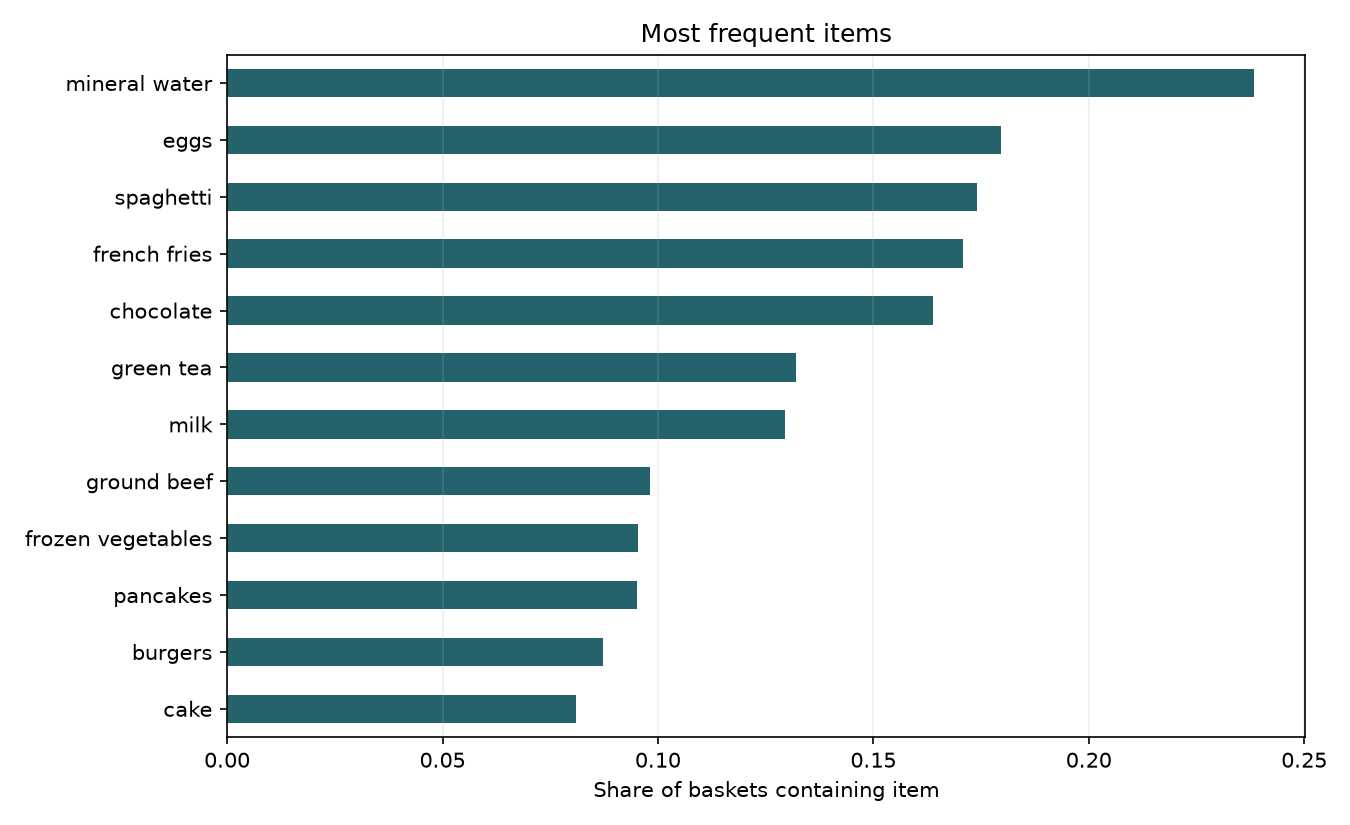 Most frequent items
mineral water
eggs
spaghetti
french fries
chocolate
green tea
milk
ground beef
frozen vegetables
pancakes
burgers
cake
0.00 0.05 0.10 0.15 0.20 0.25
Share of baskets containing item